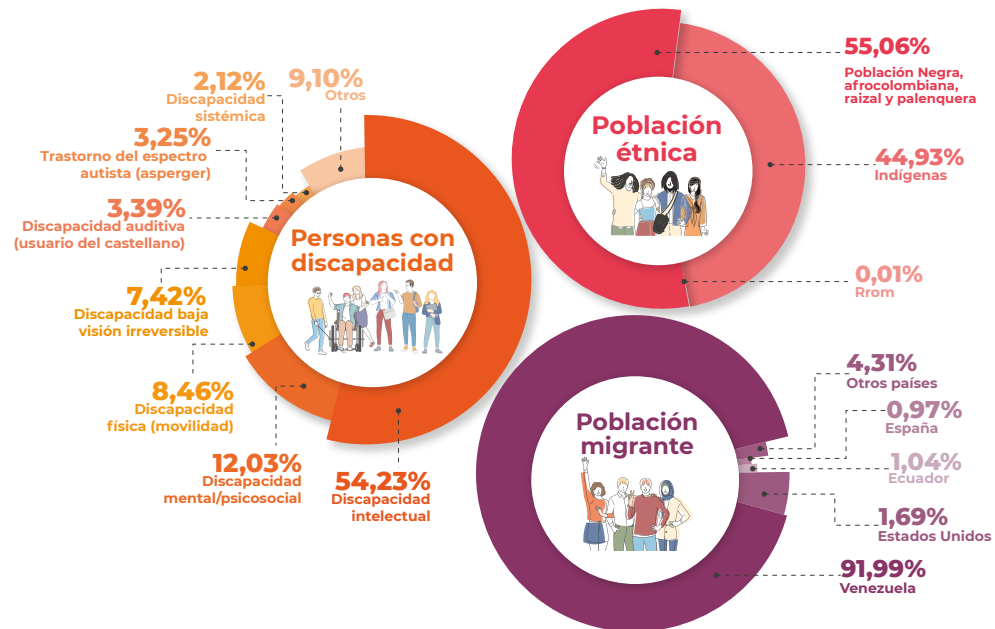 2,12%
Discapacidad
sistémica
9,10%
Otros
3,25%
Trastorno del espectro
autista (asperger)
3,39%
Discapacidad auditiva
(usuario del castellano)
7,42%
Discapacidad baja
visión irreversible
8,46%
Discapacidad
física (movilidad)
12,03%
Discapacidad
mental/psicosocial
54,23%
Discapacidad
intelectual
Personas con
discapacidad
Población
étnica
55,06%
Población Negra,
afrocolombiana,
raizal y palenquera
44,93%
Indígenas
0,01%
Rrom
Población
migrante
4,31%
Otros países
0,97%
España
1,04%
Ecuador
1,69%
Estados Unidos
91,99%
Venezuela